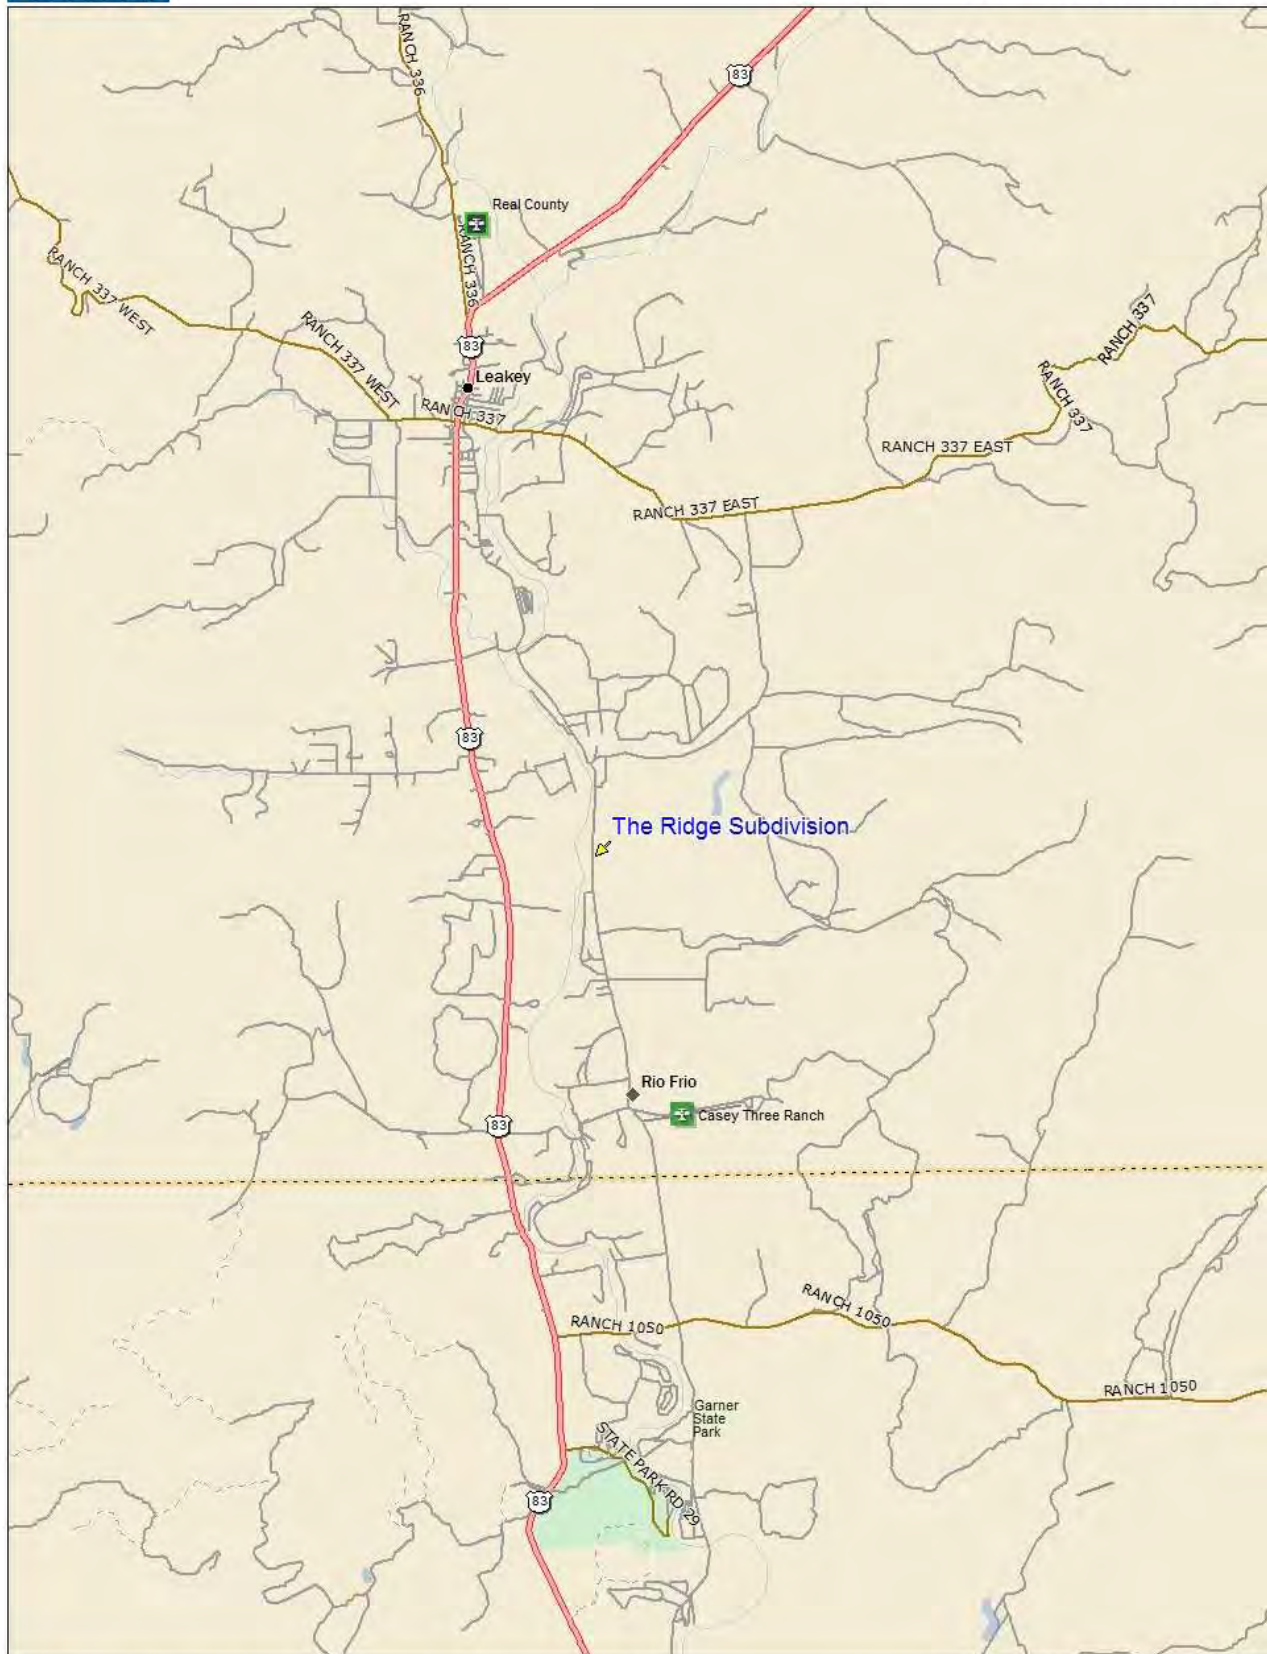 RANCH 336
83
Real County
RANCH 336
RANCH 337 WEST
RANCH 337 WEST
83
Leakey
RANCH 337
RANCH 337
RANCH 337
RANCH 337 EAST
RANCH 337 EAST
83
The Ridge Subdivision
Rio Frio
Casey Three Ranch
83
RANCH 1050
RANCH 1050
RANCH 1050
Garner
State
Park
STATE PARK RD 29
83